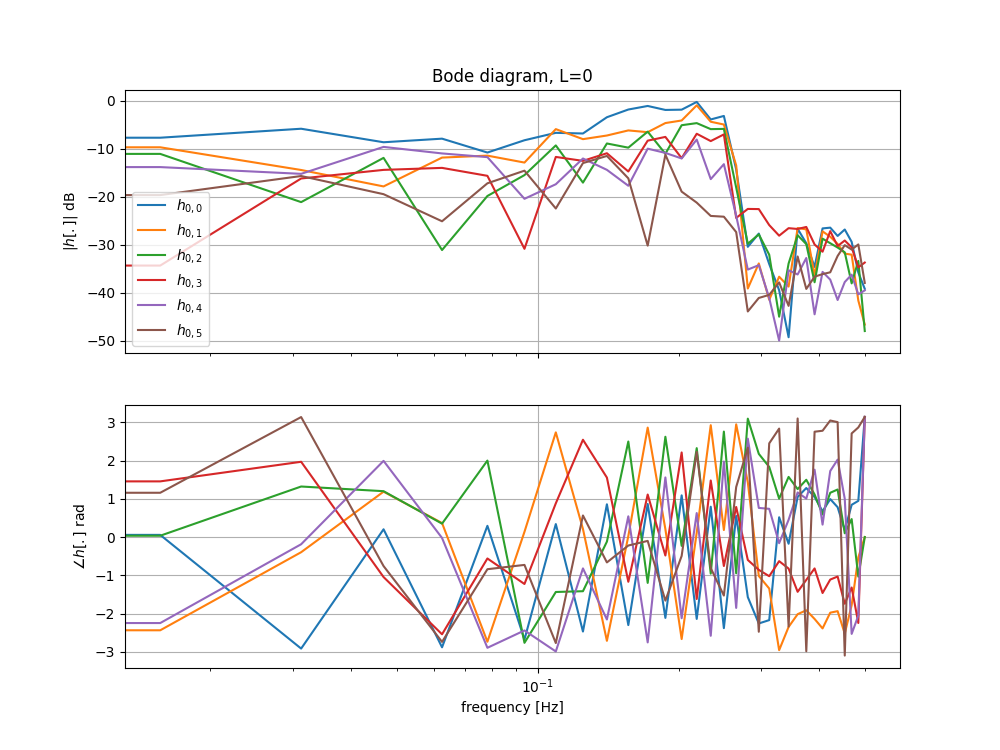 Bode diagram, L=0
|h[.]| dB
0
−10
−20
−30
−40
−50
h0,0
h0,1
h0,2
h0,3
h0,4
h0,5
∠h[.] rad
3
2
1
0
−1
−2
−3
10−1
frequency [Hz]